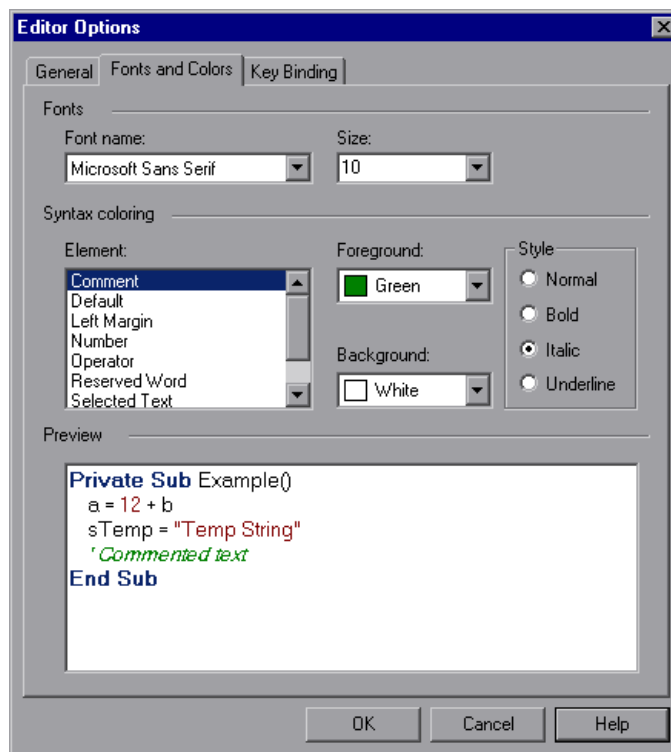 Editor Options
General Fonts and Colors Key Binding
Fonts
Font name: Size:
Microsoft Sans Serif 10
Syntax coloring
Element: Foreground: Style
Comment
Default
Left Margin
Number
Operator
Reserved Word
Selected Text
Green
Background:
White
Normal
Bold
Italic
Underline
Preview
Private Sub Example()
a = 12 + b
sTemp = "Temp String"
' Commented text
End Sub
OK Cancel Help